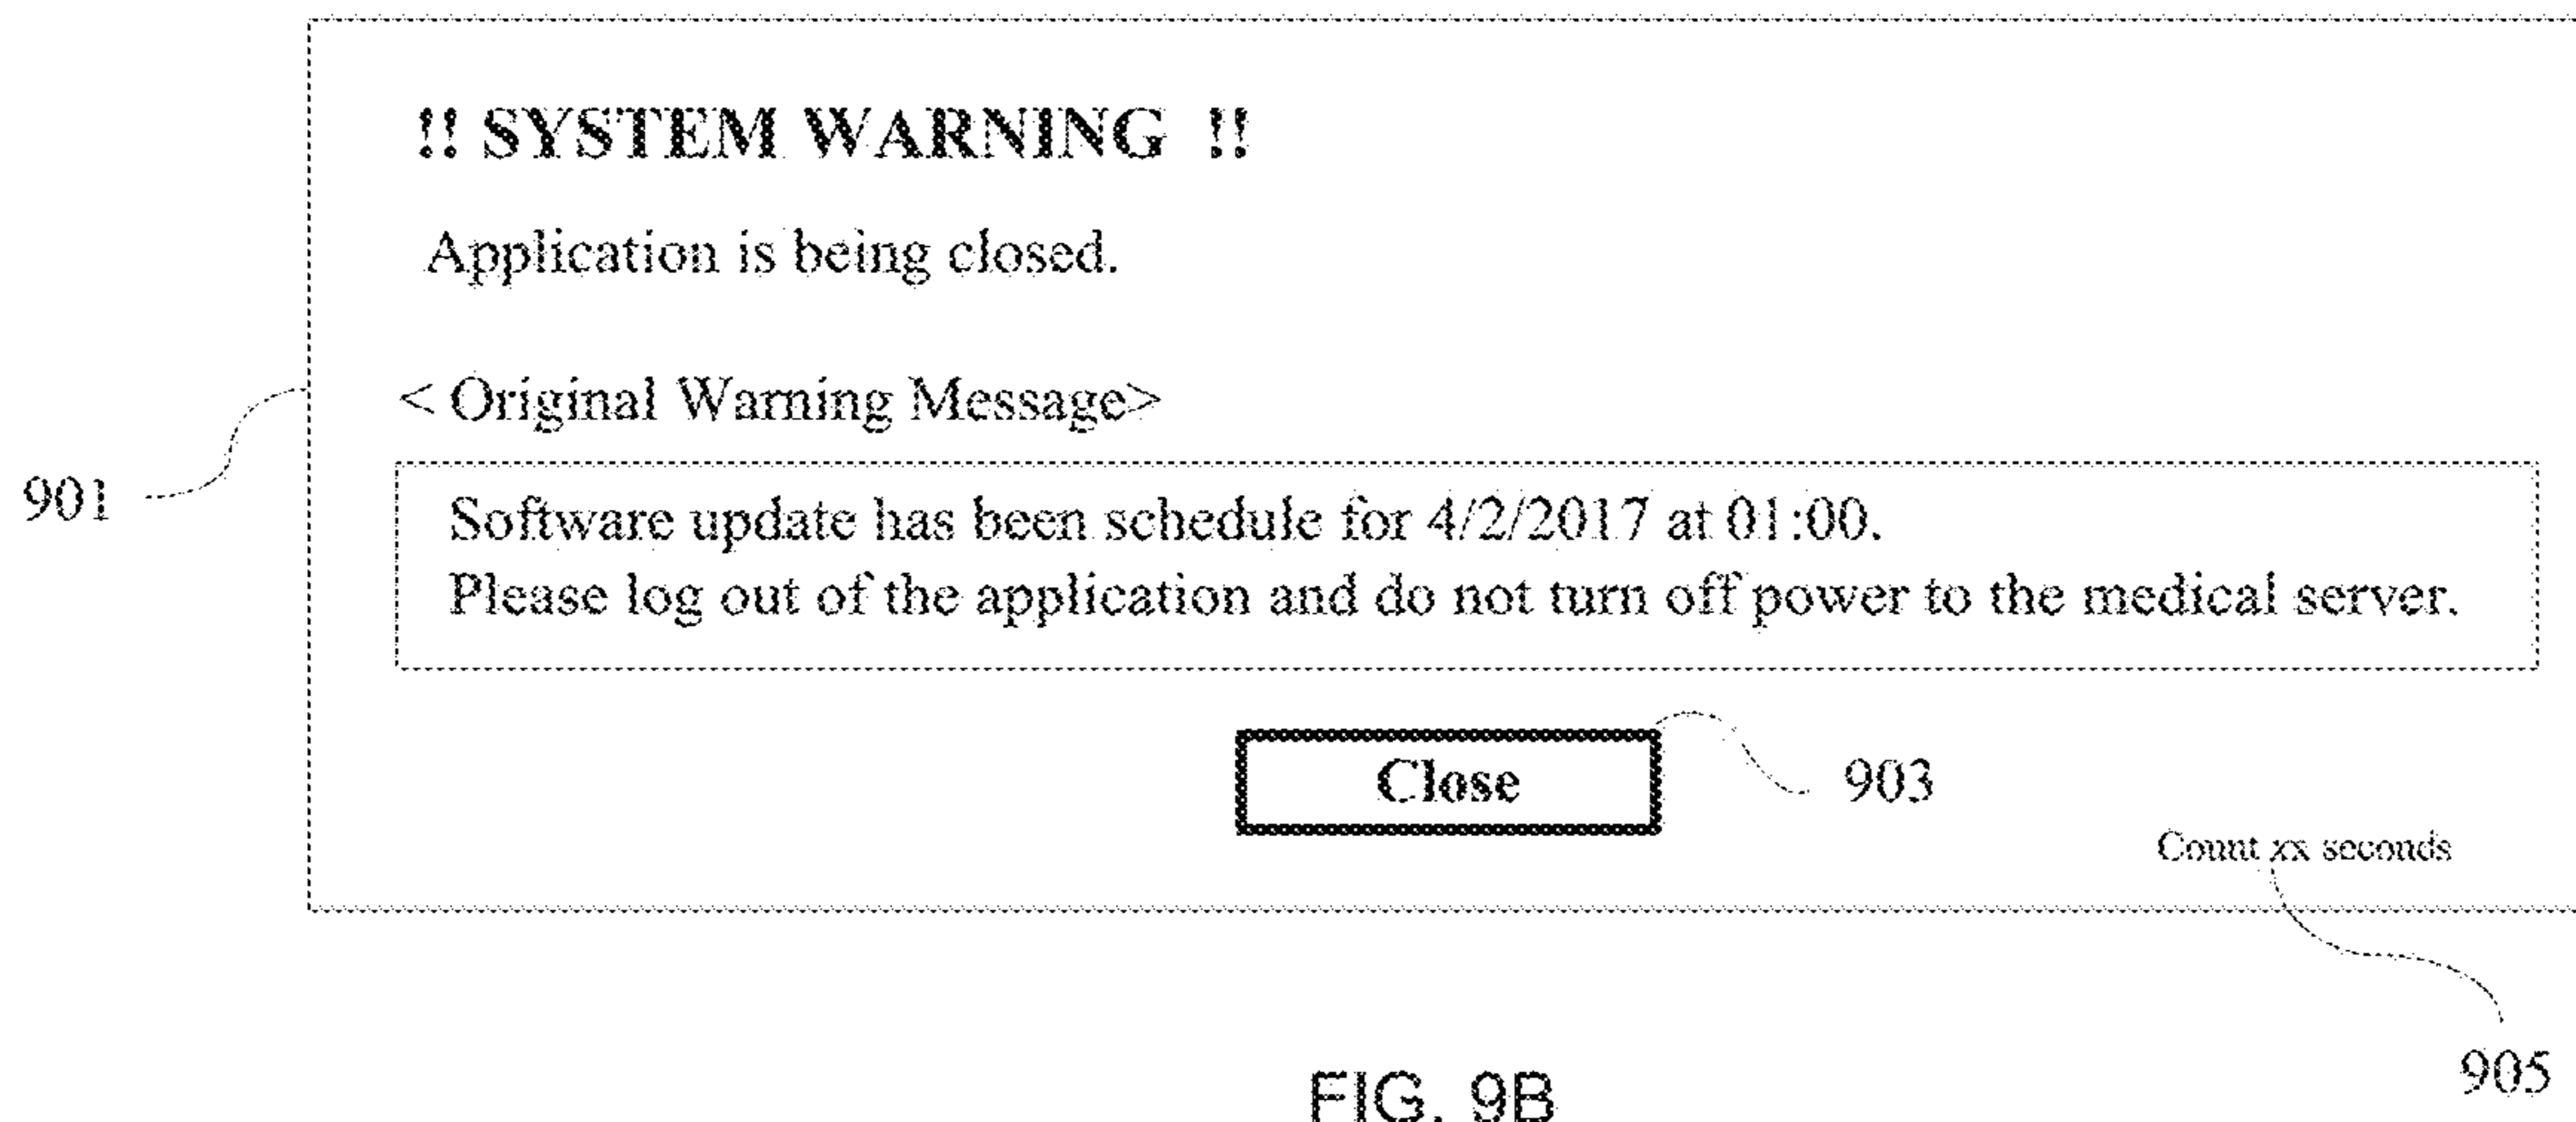 !! SYSTEM WARNING !!
Application is being closed.
< Original Warning Message>
901
Software update has been schedule for 4/2/2017 at 01:00.
Please log out of the application and do not turn off power to the medical server.
Close
903
Count xx seconds
905
FIG. 9B